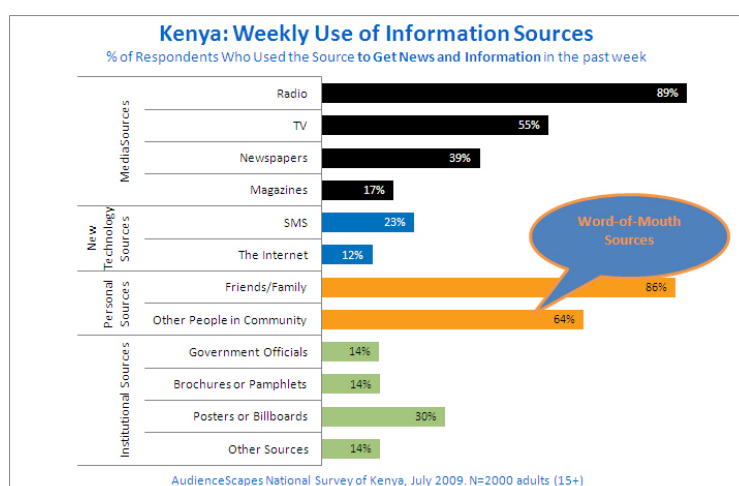 Kenya: Weekly Use of Information Sources
% of Respondents Who Used the Source to Get News and Information in the past week
MediaSources
Radio 89%
TV 55%
Newspapers 39%
Magazines 17%
New
Technology
Sources
SMS 23%
The Internet 12%
Word-of-Mouth
Sources
Personal
Sources
Friends/Family 86%
Other People in Community 64%
Institutional Sources
Government Officials 14%
Brochures or Pamphlets 14%
Posters or Billboards 30%
Other Sources 14%
AudienceScapes National Survey of Kenya, July 2009. N=2000 adults (15+)